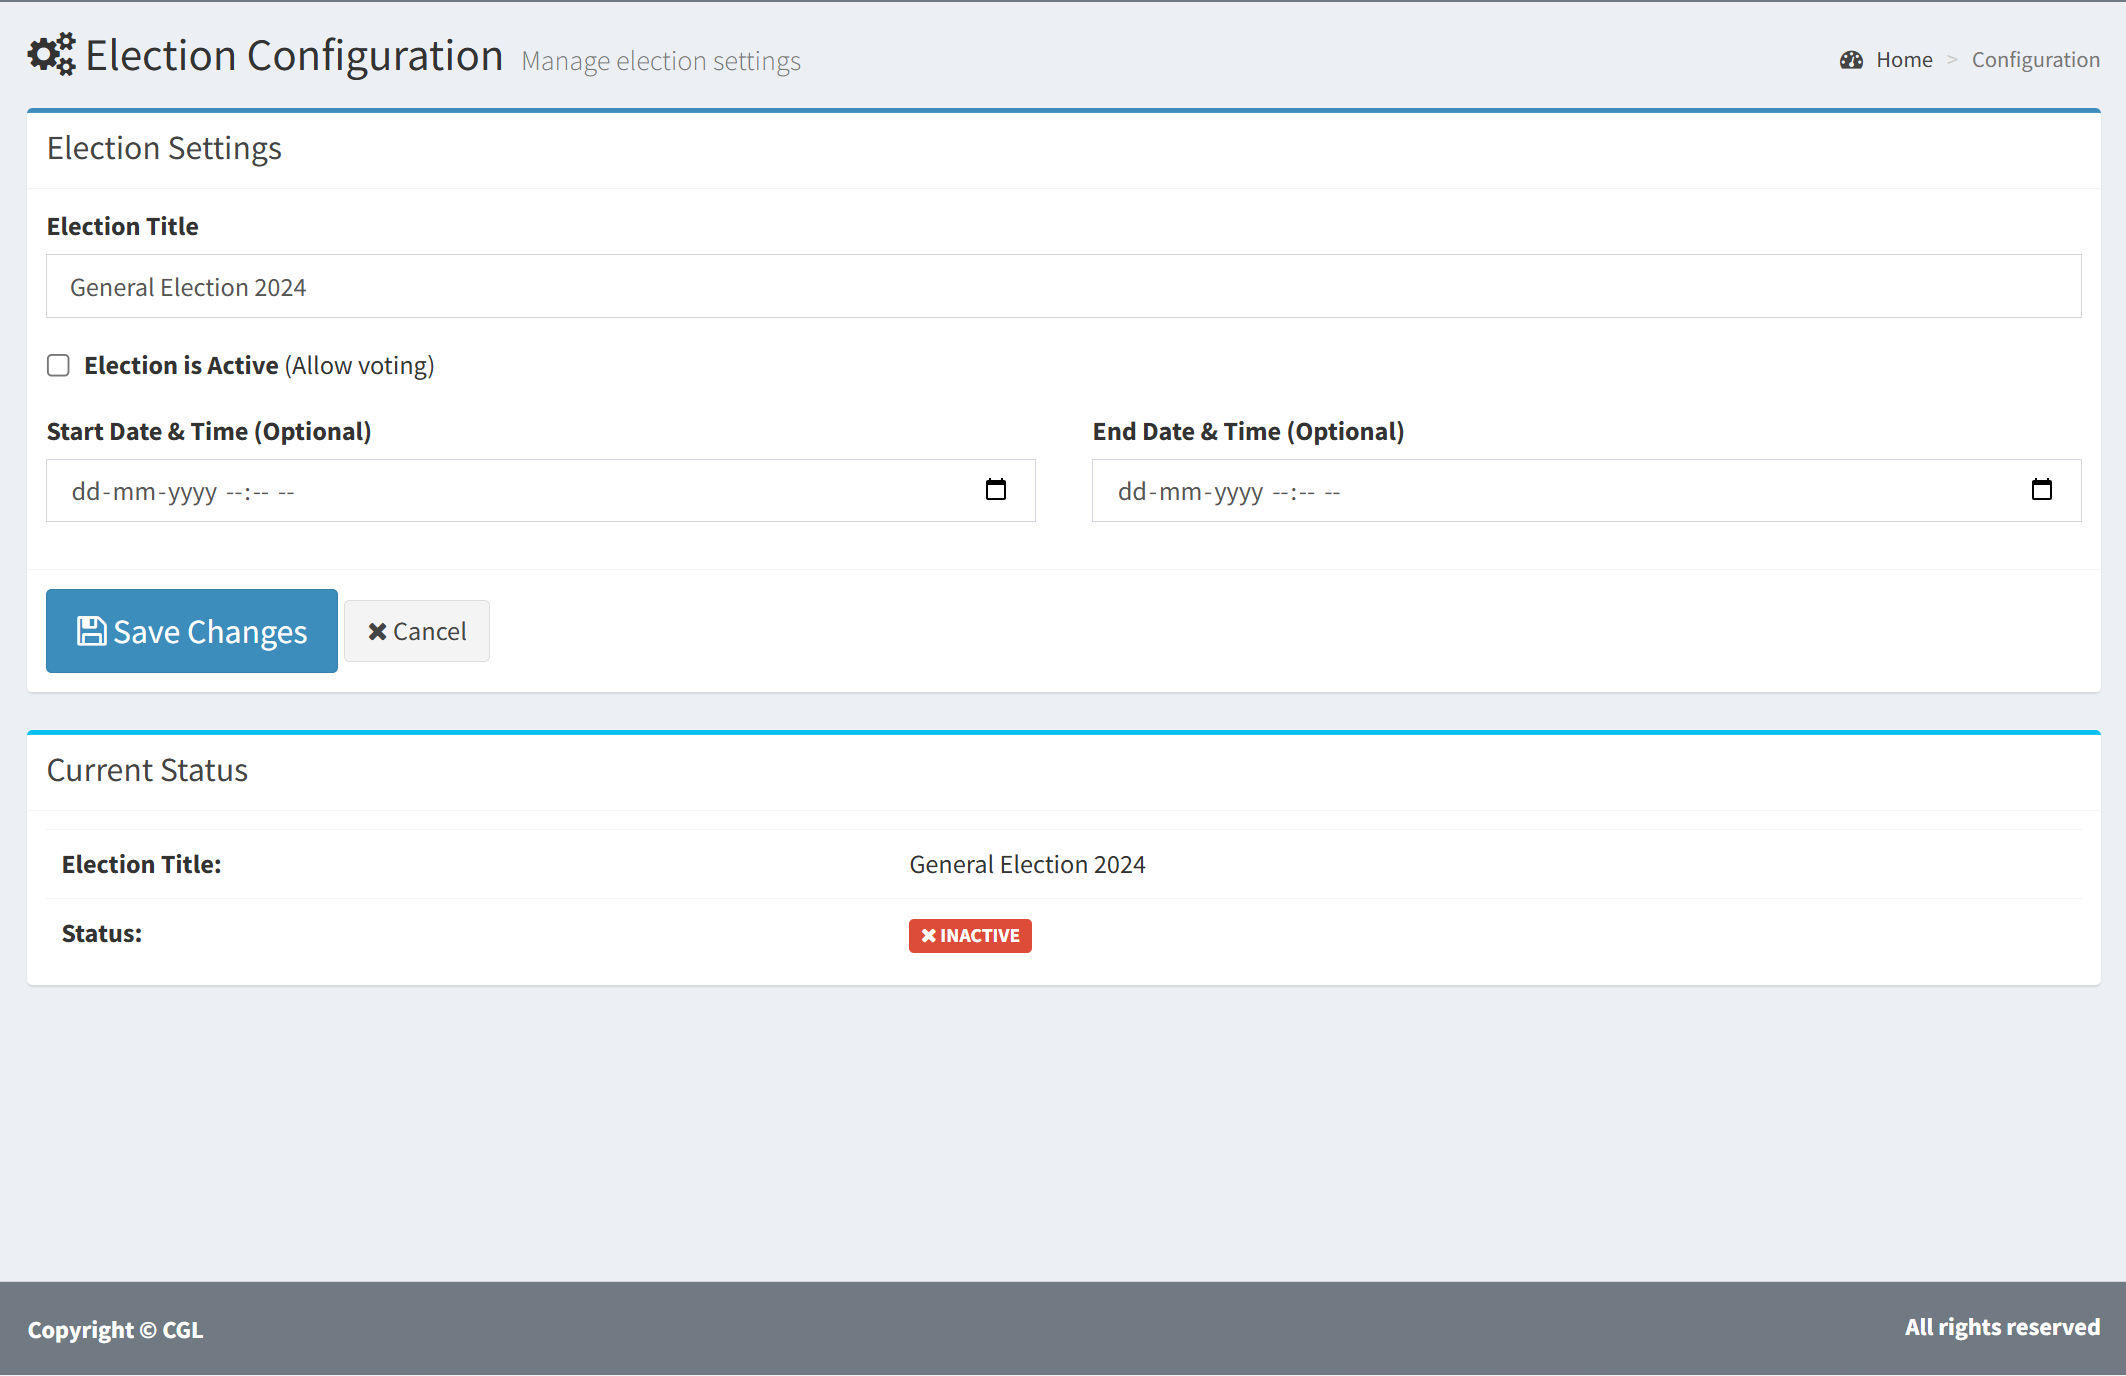 Election Configuration Manage election settings
Home > Configuration
Election Settings
Election Title
General Election 2024
Election is Active (Allow voting)
Start Date & Time (Optional)
End Date & Time (Optional)
dd-mm-yyyy --:-- --
dd-mm-yyyy --:-- --
Save Changes
Cancel
Current Status
Election Title: General Election 2024
Status: INACTIVE
Copyright © CGL
All rights reserved